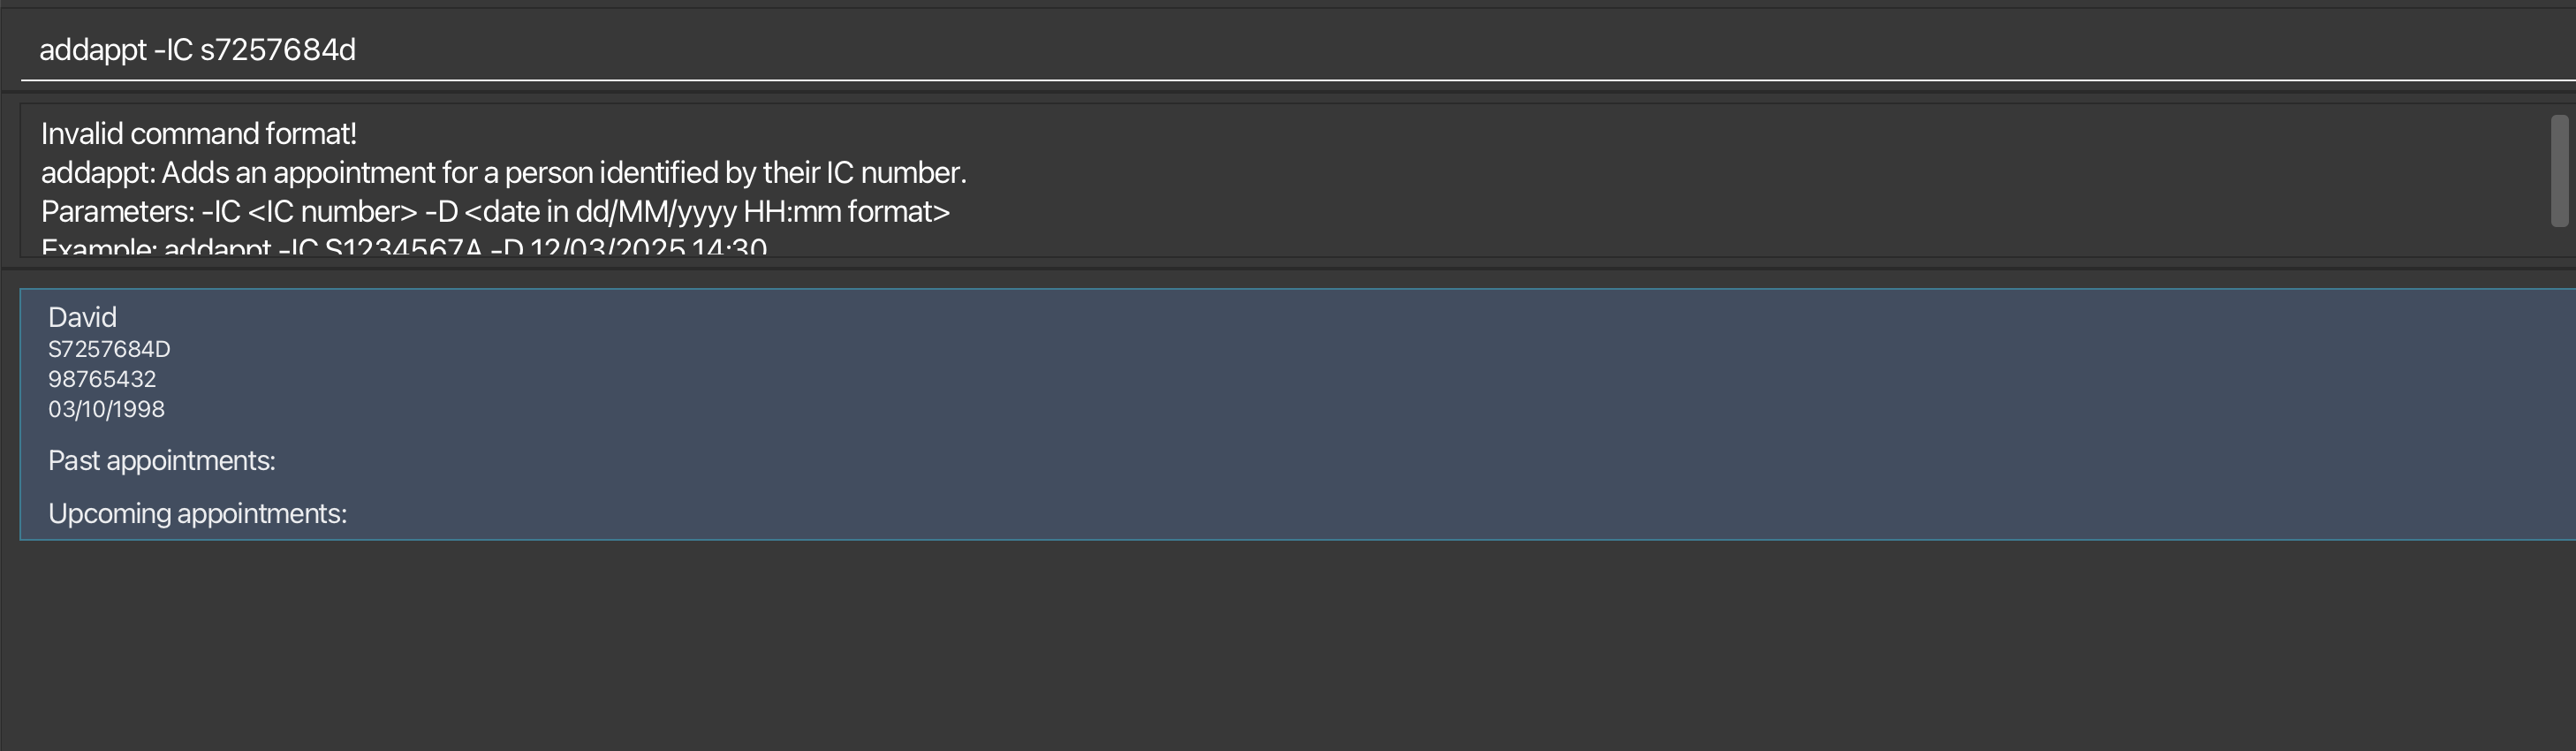 addappt -IC s7257684d
Invalid command format!
addappt: Adds an appointment for a person identified by their IC number.
Parameters: -IC <IC number> -D <date in dd/MM/yyyy HH:mm format>
Example: addappt -IC S1234567A -D 12/03/2025 14:30
David
S7257684D
98765432
03/10/1998
Past appointments:
Upcoming appointments: